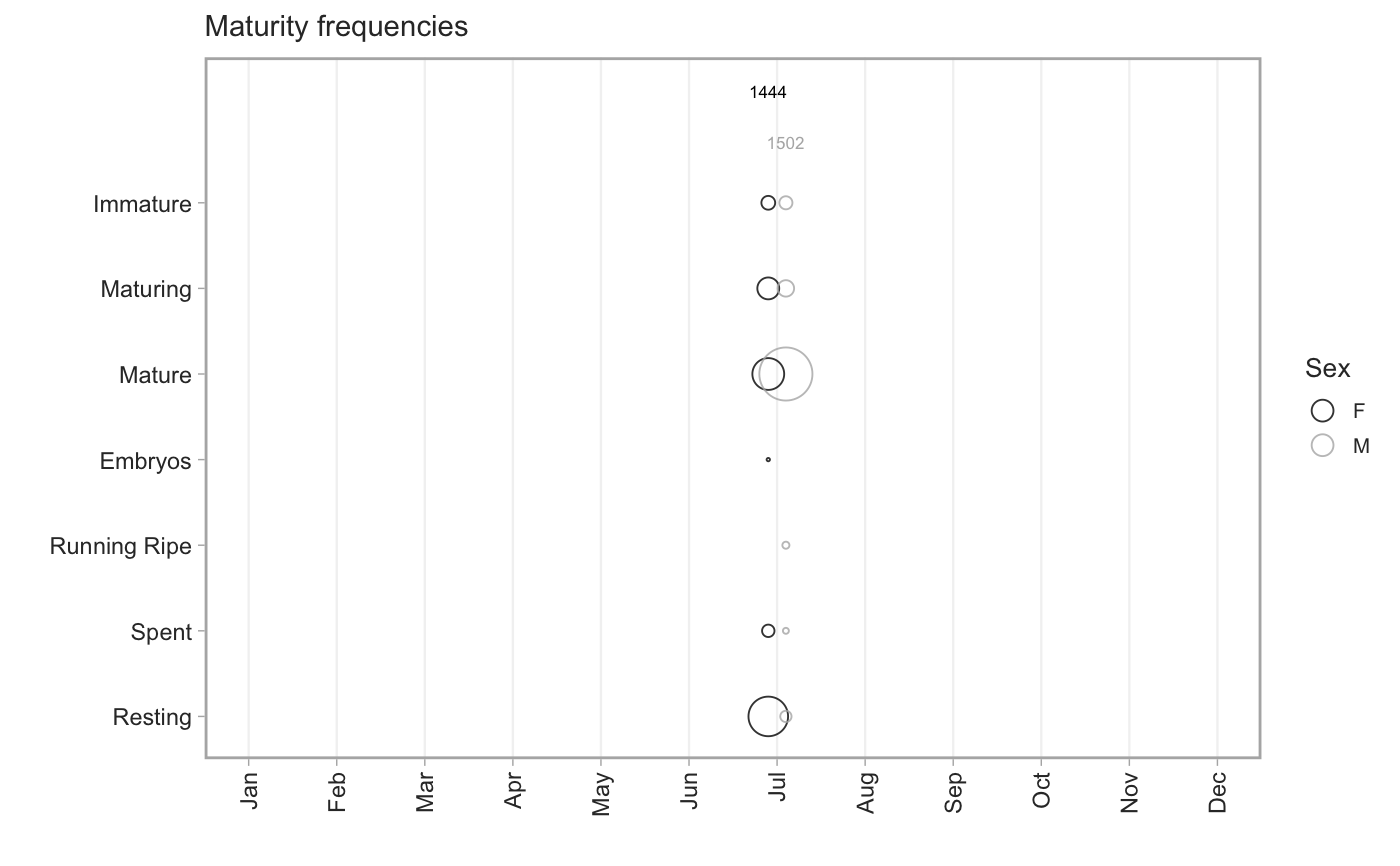 Maturity frequencies
1444
1502
Immature
Maturing
Mature
Embryos
Running Ripe
Spent
Resting
Jan
Feb
Mar
Apr
May
Jun
Jul
Aug
Sep
Oct
Nov
Dec
Sex
F
M